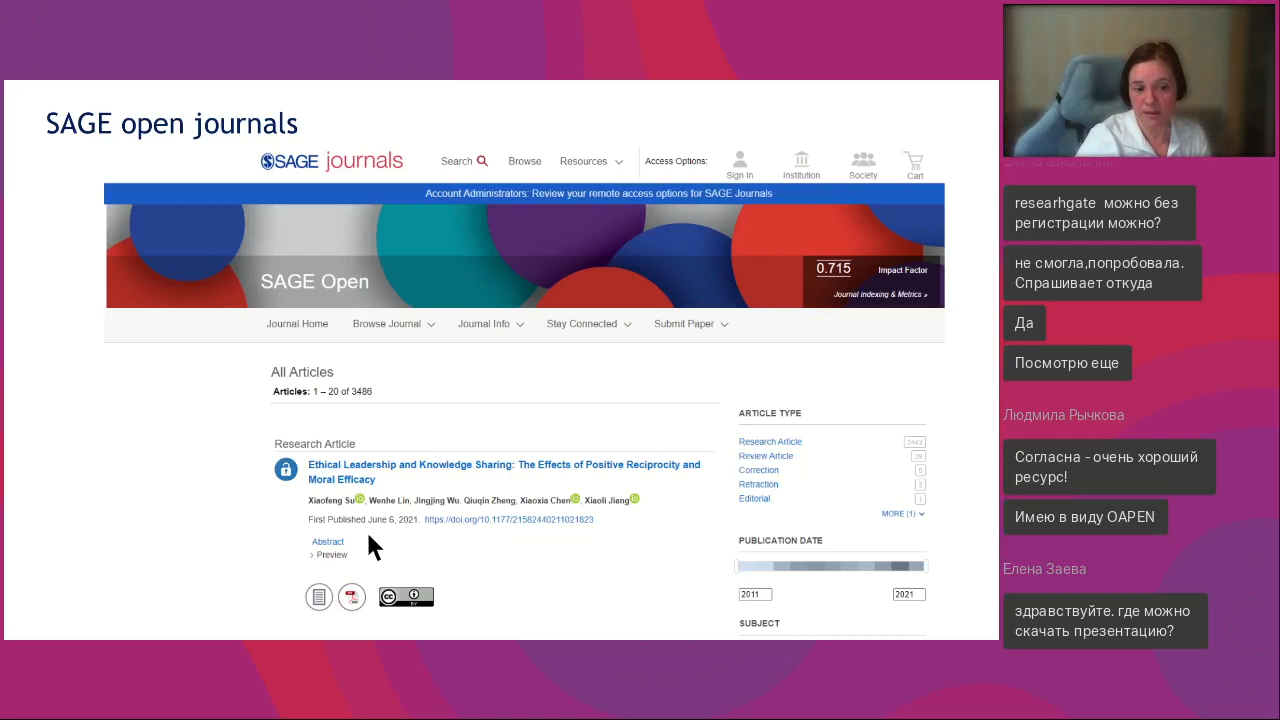 SAGE open journals
SAGE journals
Search
Browse
Resources
Access Options:
Sign In
Institution
Society
Cart
Account Administrators: Review your remote access options for SAGE Journals
SAGE Open
0.715
Impact Factor
Journal Indexing & Metrics »
Journal Home
Browse Journal
Journal Info
Stay Connected
Submit Paper
All Articles
Articles: 1 – 20 of 3486
Research Article
Ethical Leadership and Knowledge Sharing: The Effects of Positive Reciprocity and
Moral Efficacy
Xiaofeng Su, Wenhe Lin, Jingjing Wu, Qiuqin Zheng, Xiaoxia Chen, Xiaoli Jiang
First Published June 6, 2021. https://doi.org/10.1177/21582440211021823
Abstract
› Preview
CC BY
ARTICLE TYPE
Research Article 3443
Review Article 29
Correction
Retraction
Editorial 1
MORE (1)
PUBLICATION DATE
2011
2021
SUBJECT
researhgate можно без
регистрации можно?
не смогла,попробовала.
Спрашивает откуда
Да
Посмотрю еще
Людмила Рычкова
Согласна - очень хороший
ресурс!
Имею в виду OAPEN
Елена Заева
здравствуйте. где можно
скачать презентацию?